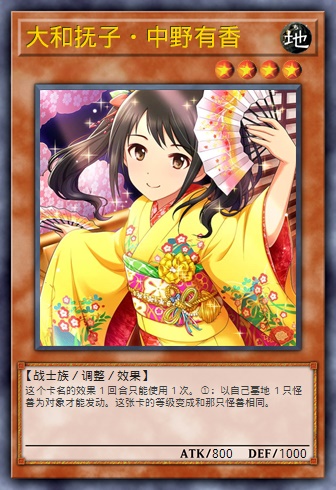 大和抚子・中野有香
地
【战士族／调整／效果】
这个卡名的效果1回合只能使用1次。①：以自己墓地1只怪
兽为对象才能发动。这张卡的等级变成和那只怪兽相同。
ATK/800 DEF/1000